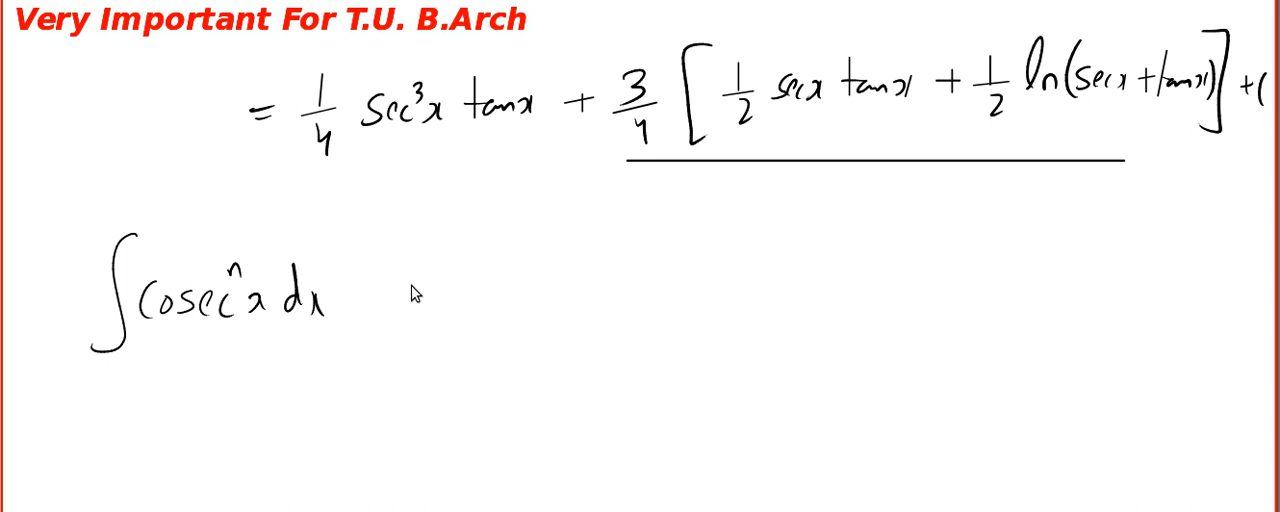 Very Important For T.U. B.Arch
= 1/4 sec³x tanx + 3/4 [ 1/2 secx tanx + 1/2 ln(secx + tanx) ] + C
∫ cosecⁿx dx